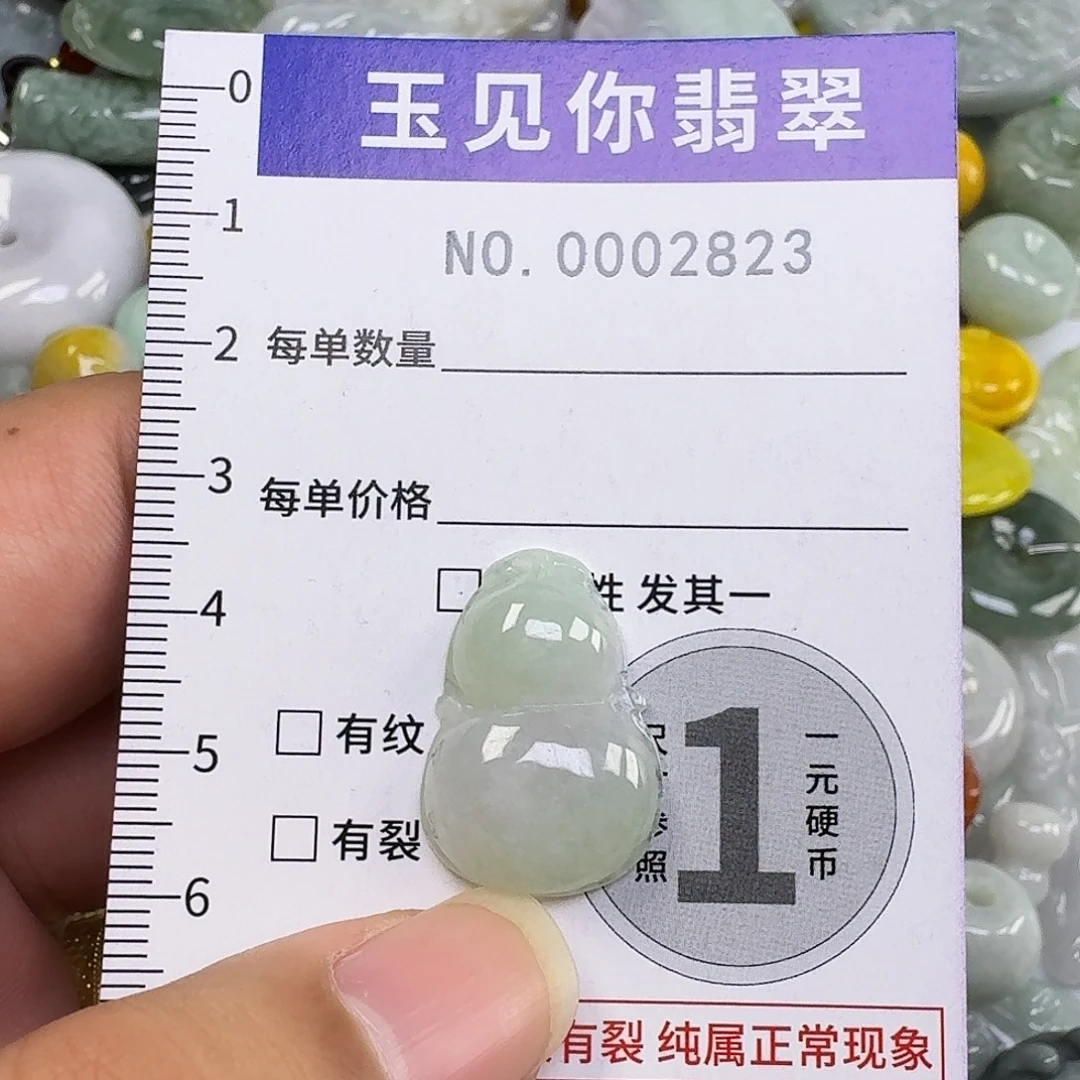 玉见你翡翠
NO.0002823
每单数量
每单价格
性 发其一
有纹
有裂
照
1
一元硬币
有裂 纯属正常现象
0
1
2
3
4
5
6